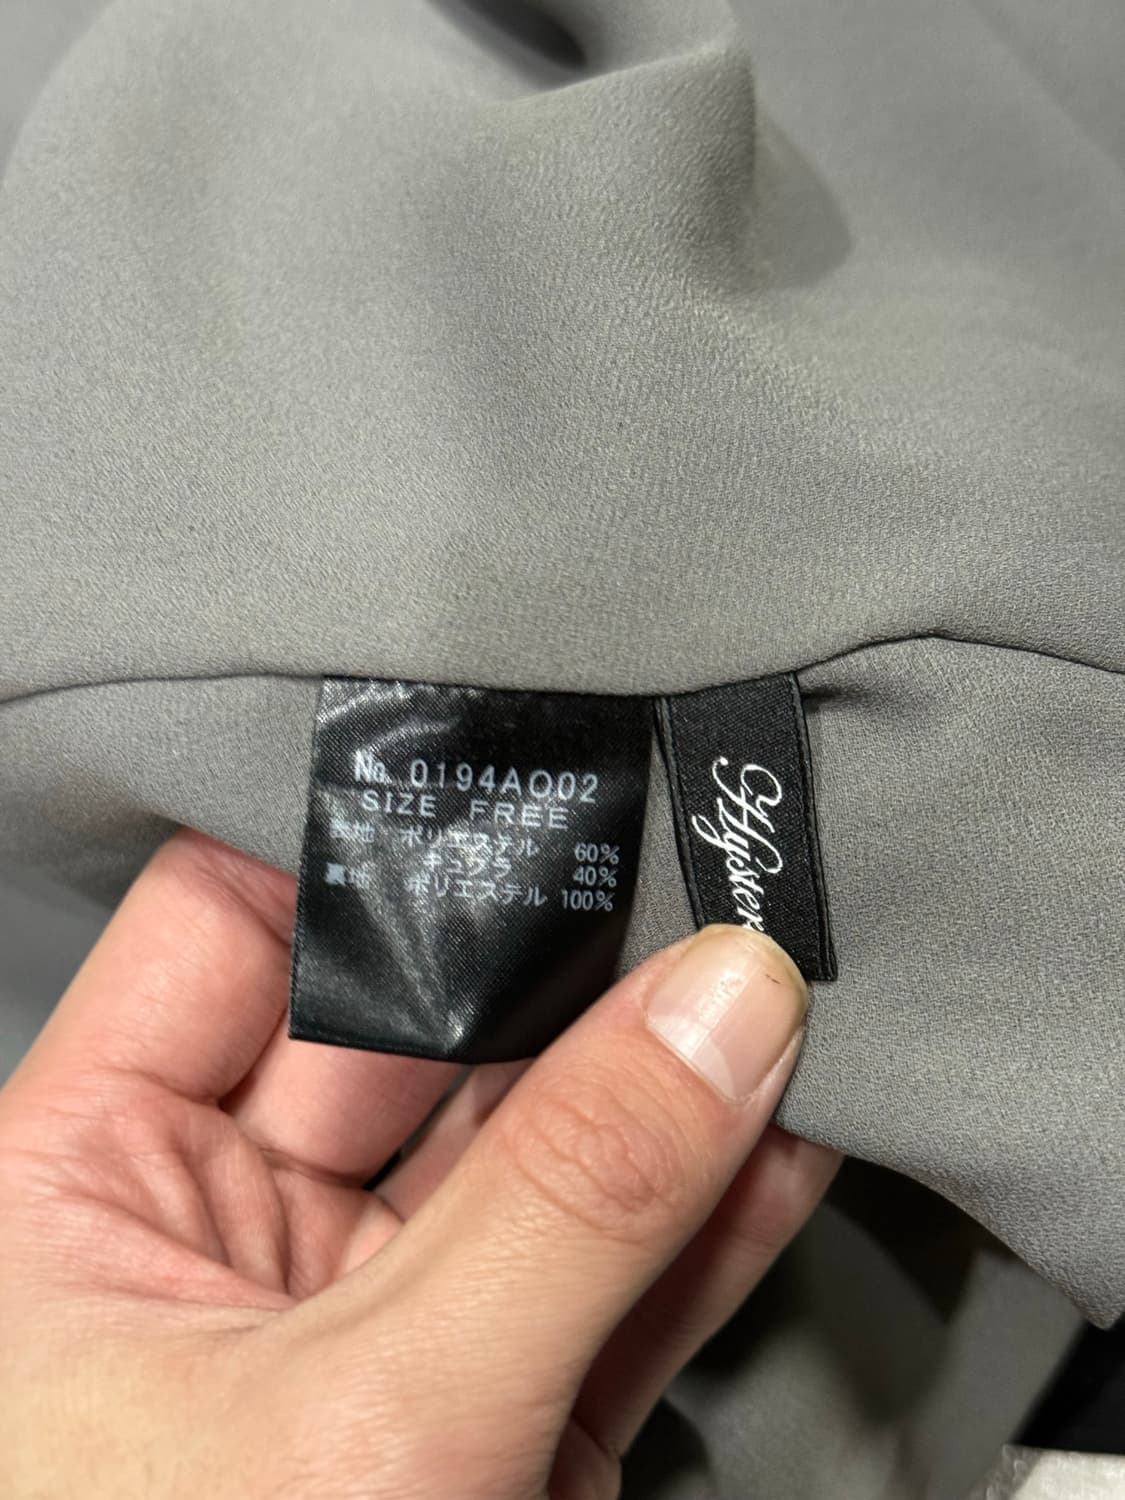 No. 0194AO02
SIZE FREE
表地 ポリエステル 60%
キュプラ 40%
裏地 ポリエステル 100%
Hyster